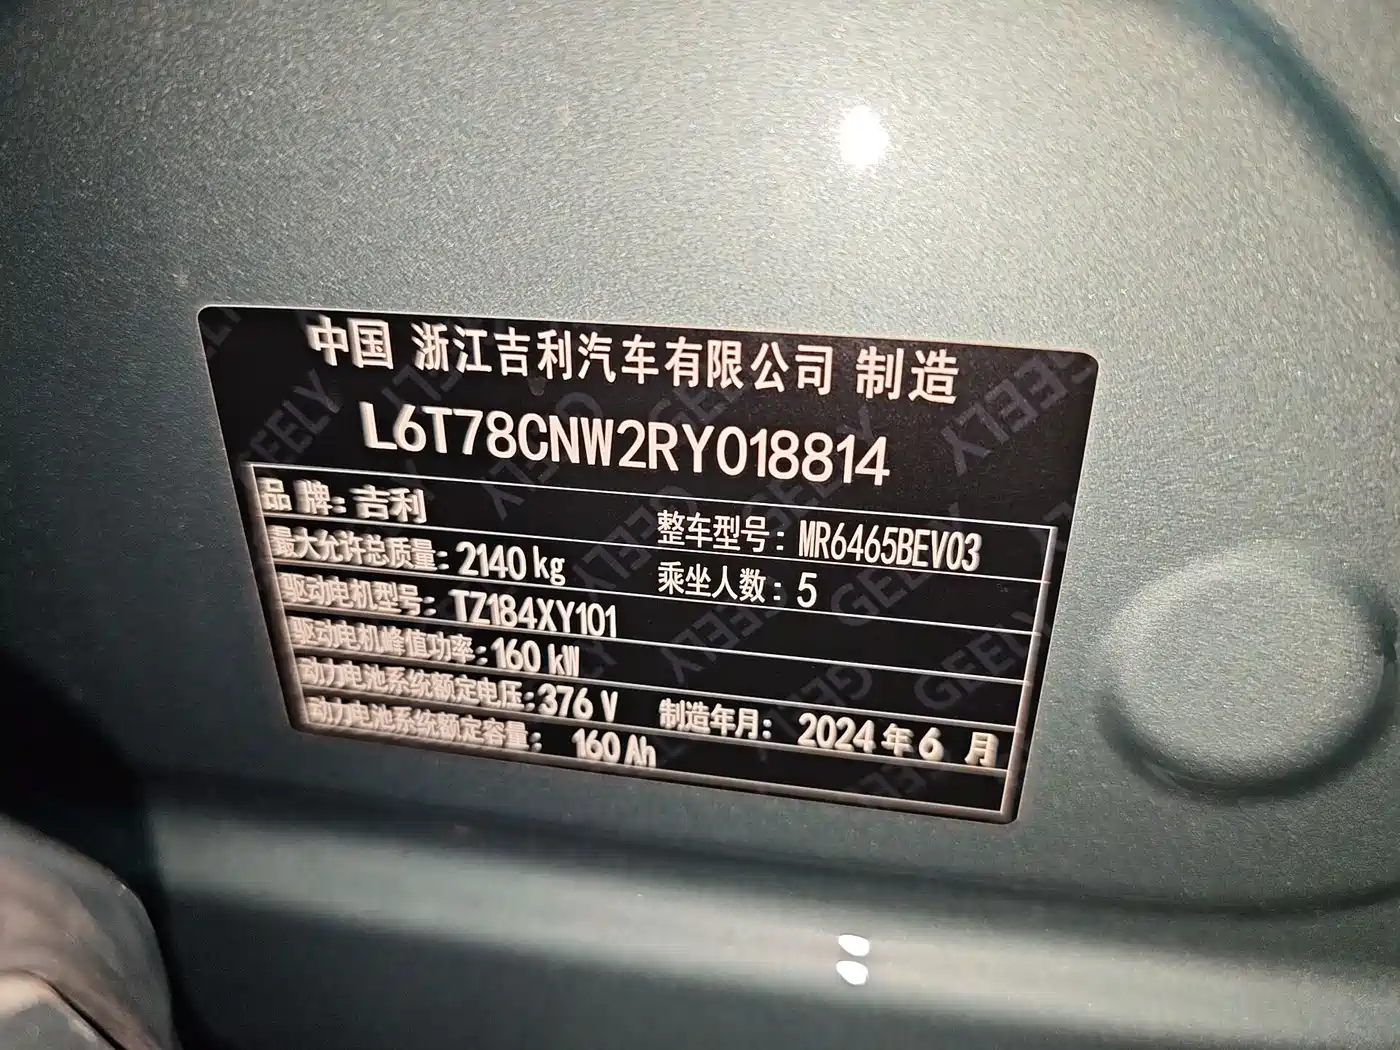 中国 浙江吉利汽车有限公司 制造
L6T78CNW2RY018814
品牌: 吉利
整车型号: MR6465BEV03
最大允许总质量: 2140 kg
乘坐人数: 5
驱动电机型号: TZ184XY101
驱动电机峰值功率: 160 kW
动力电池系统额定电压: 376 V
制造年月: 2024 年 6 月
动力电池系统额定容量: 160 Ah